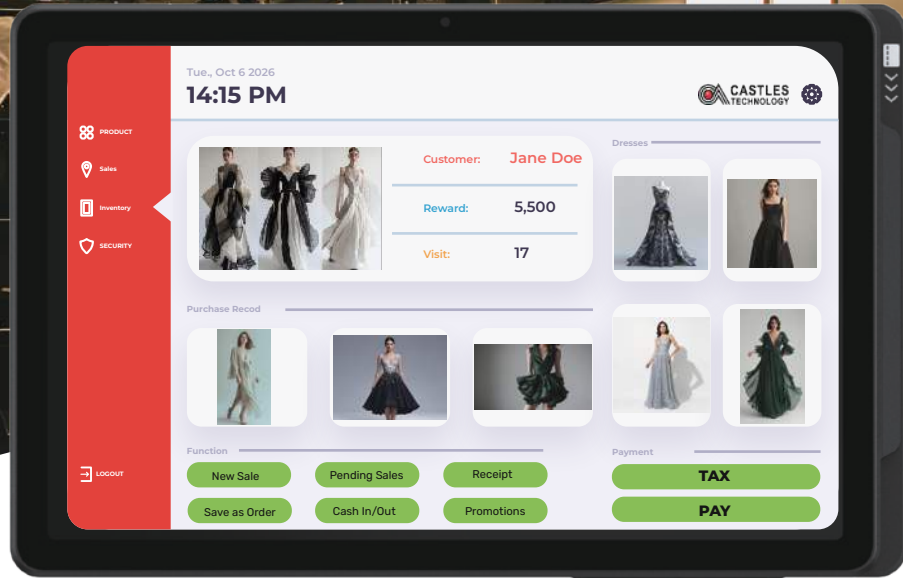 Tue., Oct 6 2026
14:15 PM
CASTLES
TECHNOLOGY
PRODUCT
Sales
Inventory
SECURITY
LOGOUT
Customer: Jane Doe
Reward: 5,500
Visit: 17
Dresses
Purchase Recod
Function
New Sale
Pending Sales
Receipt
Save as Order
Cash In/Out
Promotions
Payment
TAX
PAY